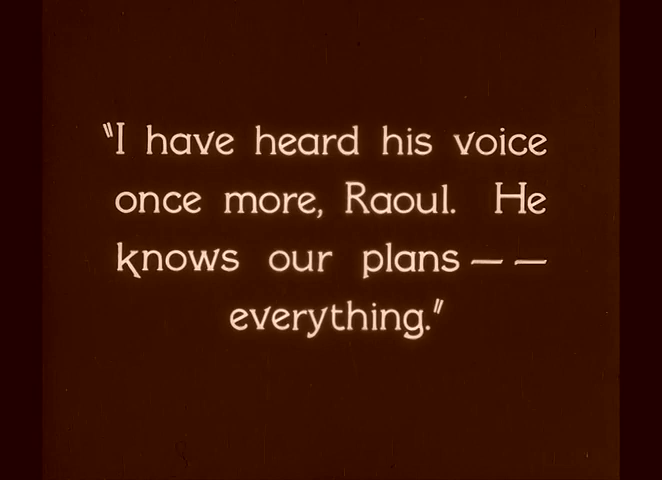 "I have heard his voice
once more, Raoul. He
knows our plans — —
everything."